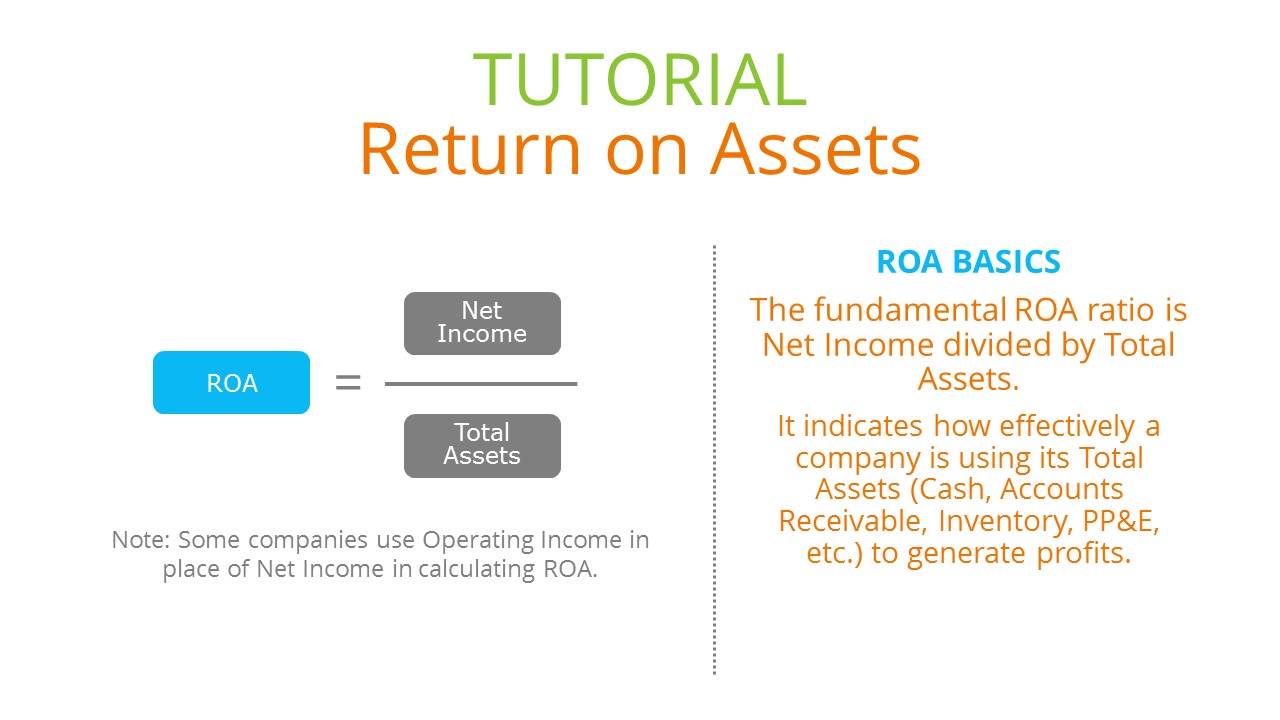 TUTORIAL
Return on Assets
ROA
=
Net
Income
Total
Assets
Note: Some companies use Operating Income in
place of Net Income in calculating ROA.
ROA BASICS
The fundamental ROA ratio is
Net Income divided by Total
Assets.
It indicates how effectively a
company is using its Total
Assets (Cash, Accounts
Receivable, Inventory, PP&E,
etc.) to generate profits.